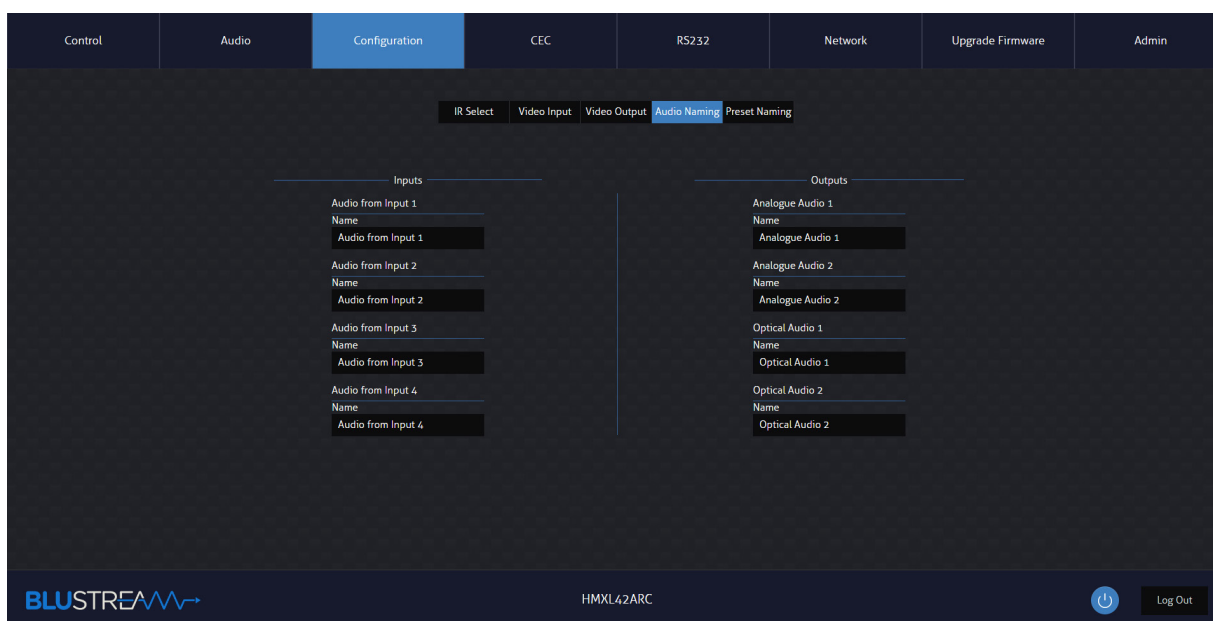 Control Audio Configuration CEC RS232 Network Upgrade Firmware Admin
IR Select Video Input Video Output Audio Naming Preset Naming
Inputs
Audio from Input 1
Name
Audio from Input 1
Audio from Input 2
Name
Audio from Input 2
Audio from Input 3
Name
Audio from Input 3
Audio from Input 4
Name
Audio from Input 4
Outputs
Analogue Audio 1
Name
Analogue Audio 1
Analogue Audio 2
Name
Analogue Audio 2
Optical Audio 1
Name
Optical Audio 1
Optical Audio 2
Name
Optical Audio 2
BLUSTREAM
HMXL42ARC
Log Out